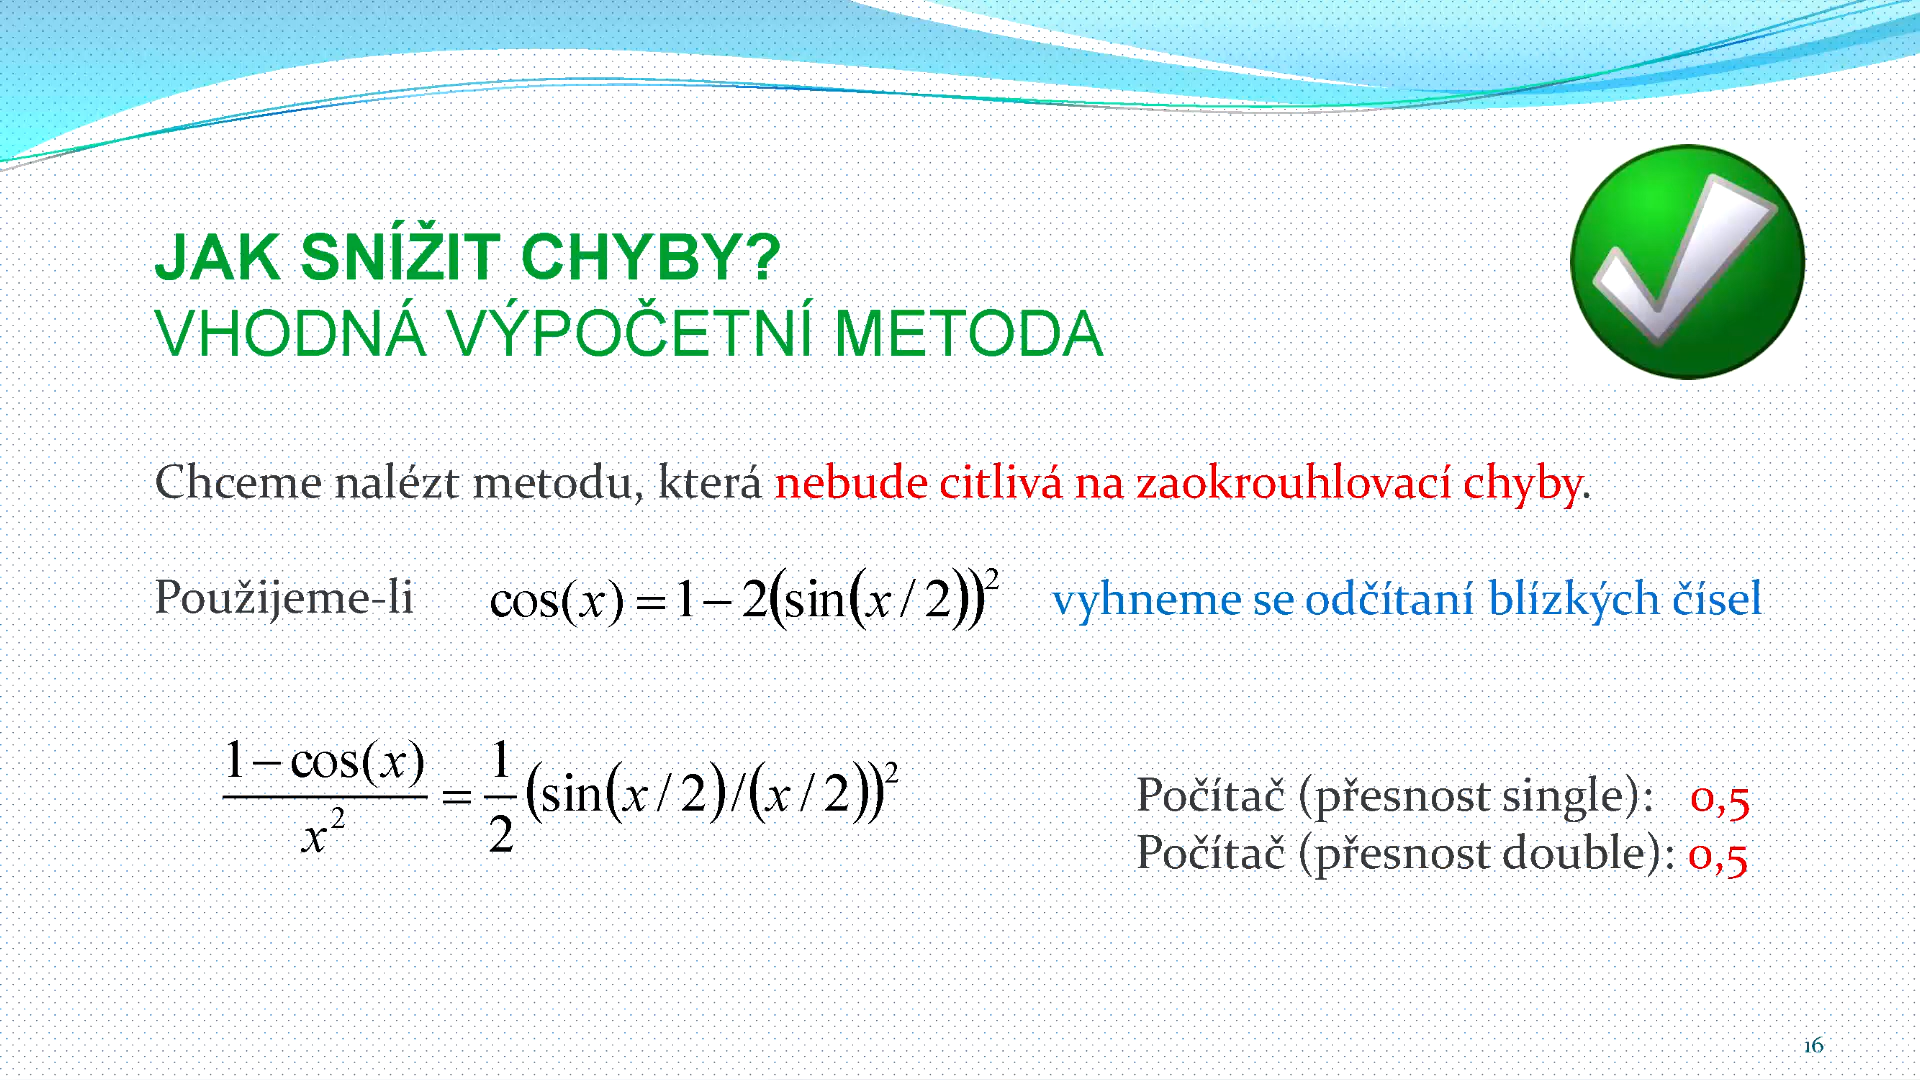 JAK SNÍŽIT CHYBY?
VHODNÁ VÝPOČETNÍ METODA
Chceme nalézt metodu, která nebude citlivá na zaokrouhlovací chyby.
Použijeme-li cos(x) = 1 − 2(sin(x / 2))² vyhneme se odčítaní blízkých čísel
(1 − cos(x)) / x² = 1/2 (sin(x / 2)/(x / 2))²
Počítač (přesnost single): 0,5
Počítač (přesnost double): 0,5
16